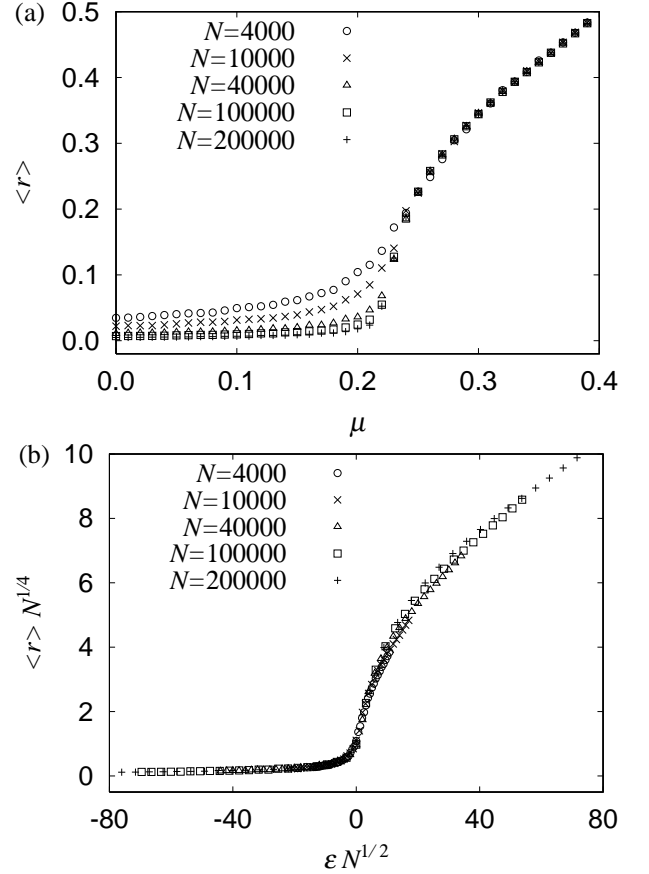 (a)
0.5
0.4
0.3
0.2
0.1
0.0
<r>
N=4000
N=10000
N=40000
N=100000
N=200000
0.0 0.1 0.2 0.3 0.4
μ
(b)
10
8
6
4
2
0
<r> N^{1/4}
N=4000
N=10000
N=40000
N=100000
N=200000
-80 -40 0 40 80
ε N^{1/2}